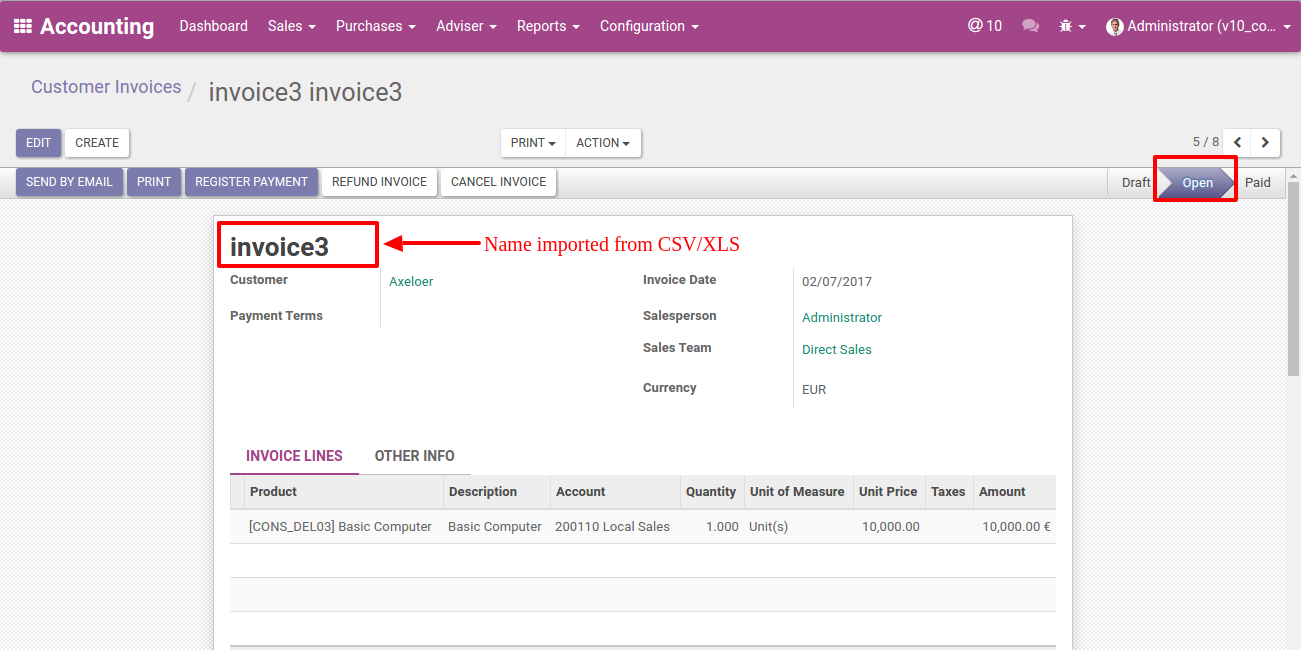 Accounting Dashboard Sales Purchases Adviser Reports Configuration @ 10 Administrator (v10_co...
Customer Invoices / invoice3 invoice3
EDIT CREATE PRINT ACTION 5 / 8
SEND BY EMAIL PRINT REGISTER PAYMENT REFUND INVOICE CANCEL INVOICE Draft Open Paid
invoice3 Name imported from CSV/XLS
Customer Axeloer Invoice Date 02/07/2017
Payment Terms Salesperson Administrator
Sales Team Direct Sales
Currency EUR
INVOICE LINES OTHER INFO
Product Description Account Quantity Unit of Measure Unit Price Taxes Amount
[CONS_DEL03] Basic Computer Basic Computer 200110 Local Sales 1.000 Unit(s) 10,000.00 10,000.00 €